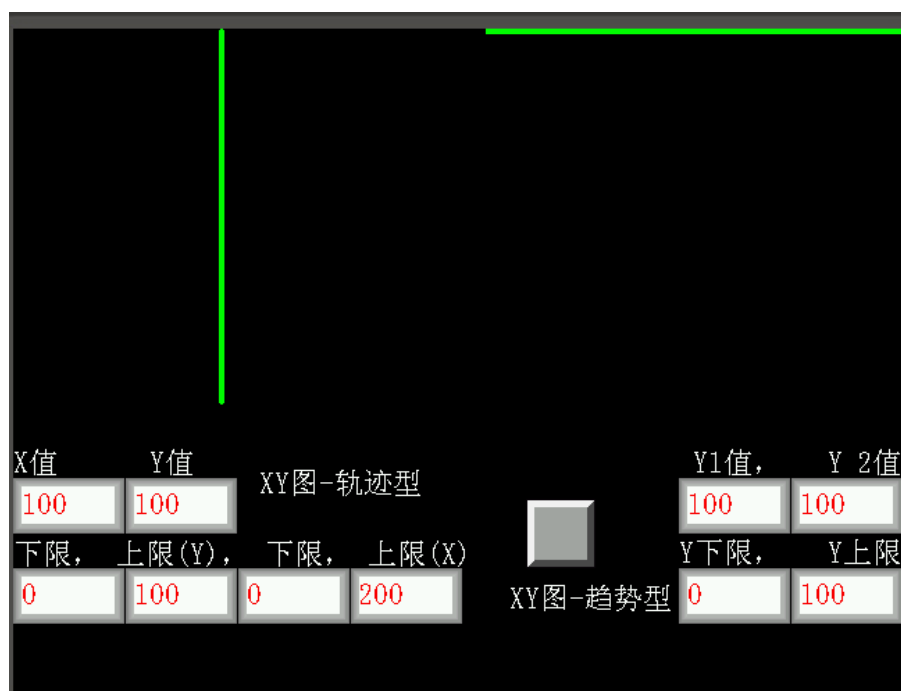 X值 Y值 Y1值, Y 2值
100 100 XY图-轨迹型 100 100
下限, 上限(Y), 下限, 上限(X) Y下限, Y上限
0 100 0 200 XY图-趋势型 0 100